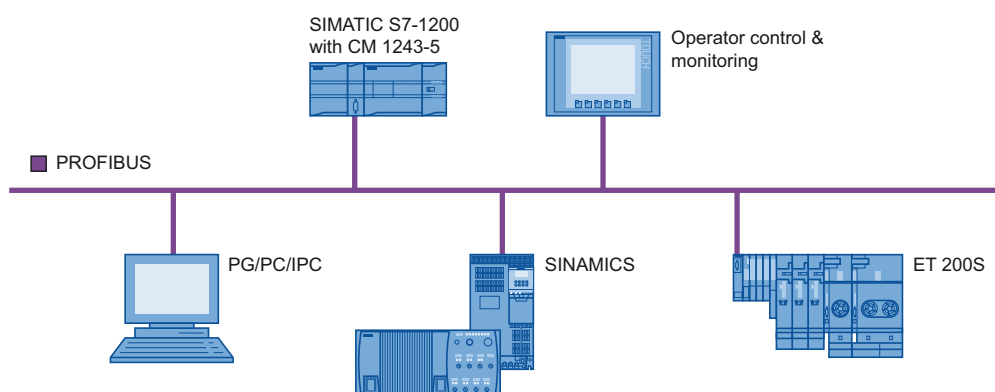 SIMATIC S7-1200
with CM 1243-5
Operator control &
monitoring
PROFIBUS
PG/PC/IPC
SINAMICS
ET 200S